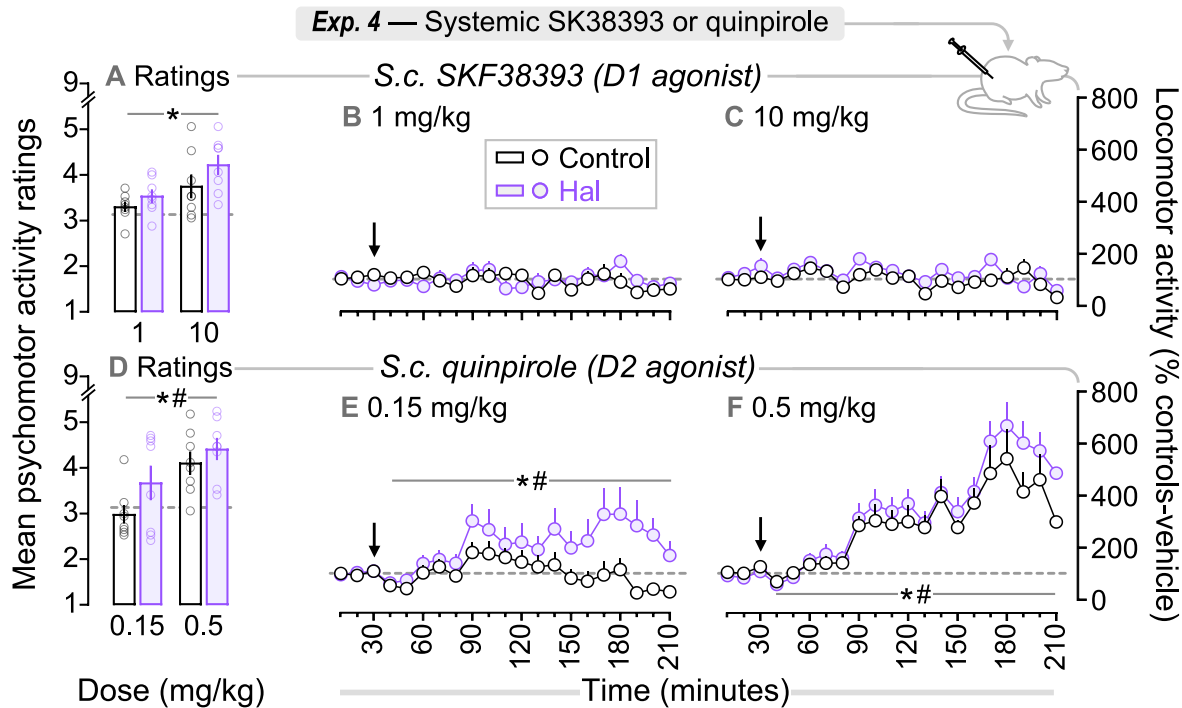 Exp. 4 — Systemic SK38393 or quinpirole
A Ratings
S.c. SKF38393 (D1 agonist)
B 1 mg/kg
C 10 mg/kg
Control
Hal
*
9
5
4
3
2
1
1
10
800
600
400
200
0
D Ratings
S.c. quinpirole (D2 agonist)
E 0.15 mg/kg
F 0.5 mg/kg
*#
*#
*#
9
5
4
3
2
1
0.15
0.5
800
600
400
200
0
30
60
90
120
150
180
210
30
60
90
120
150
180
210
Mean psychomotor activity ratings
Locomotor activity (% controls-vehicle)
Dose (mg/kg)
Time (minutes)